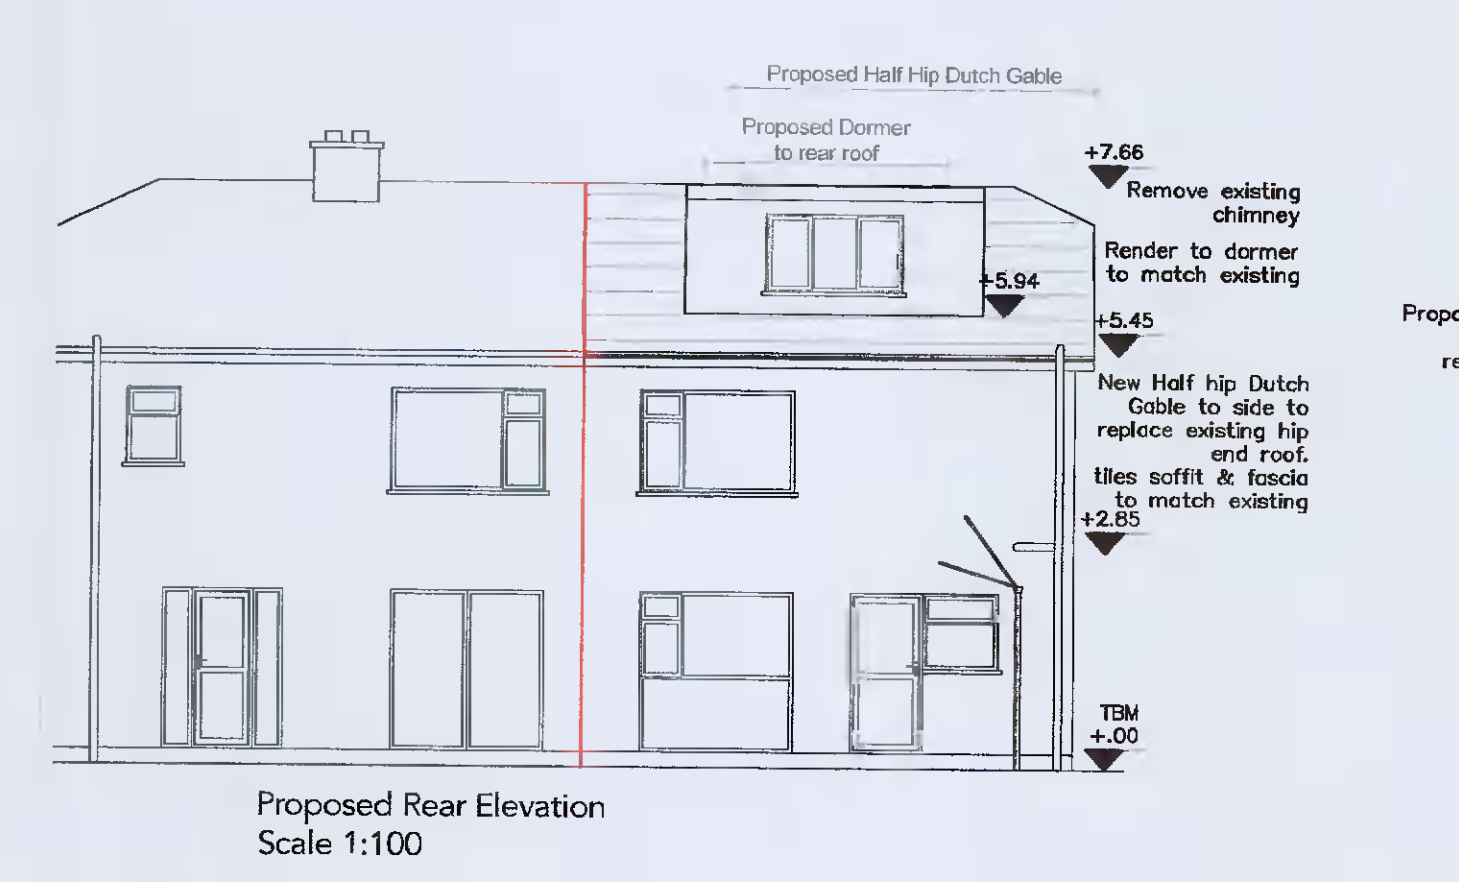 Proposed Half Hip Dutch Gable
Proposed Dormer
to rear roof
+7.66
Remove existing
chimney
Render to dormer
to match existing
+5.94
+5.45
New Half hip Dutch
Gable to side to
replace existing hip
end roof.
tiles soffit & fascia
to match existing
+2.85
TBM
+.00
Proposed Rear Elevation
Scale 1:100